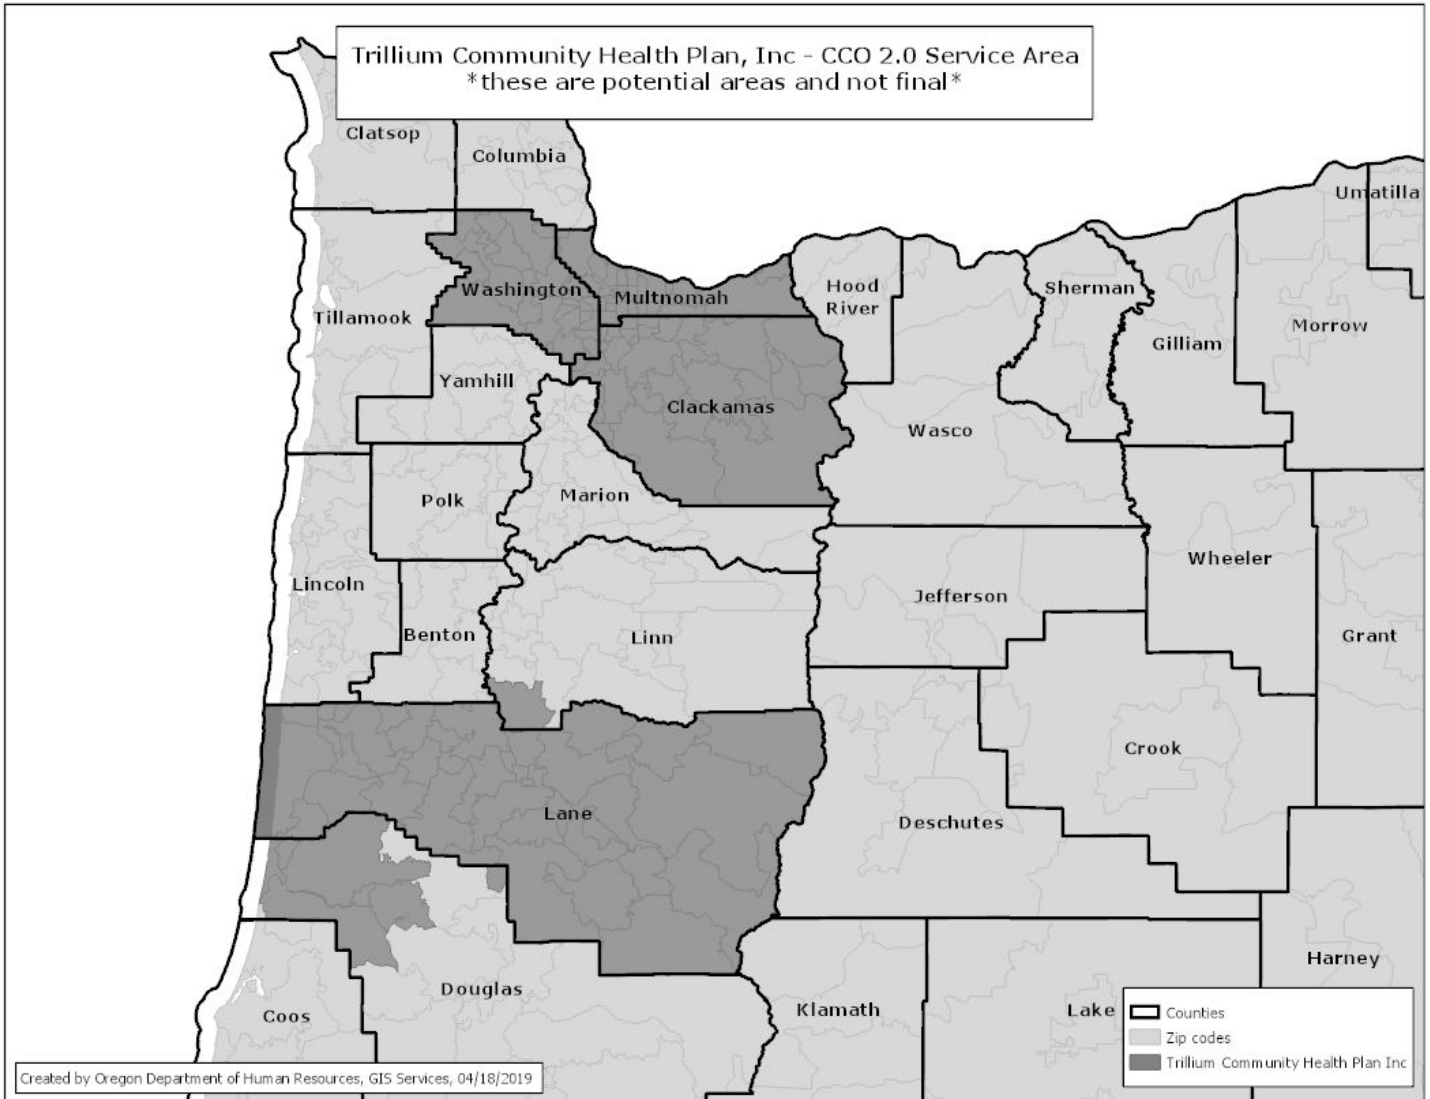 Trillium Community Health Plan, Inc - CCO 2.0 Service Area
*these are potential areas and not final*
Clatsop
Columbia
Umatilla
Washington
Multnomah
Hood
River
Sherman
Tillamook
Morrow
Gilliam
Yamhill
Clackamas
Wasco
Polk
Marion
Wheeler
Lincoln
Jefferson
Benton
Linn
Grant
Crook
Lane
Deschutes
Harney
Douglas
Klamath
Lake
Coos
Counties
Zip codes
Trillium Community Health Plan Inc
Created by Oregon Department of Human Resources, GIS Services, 04/18/2019